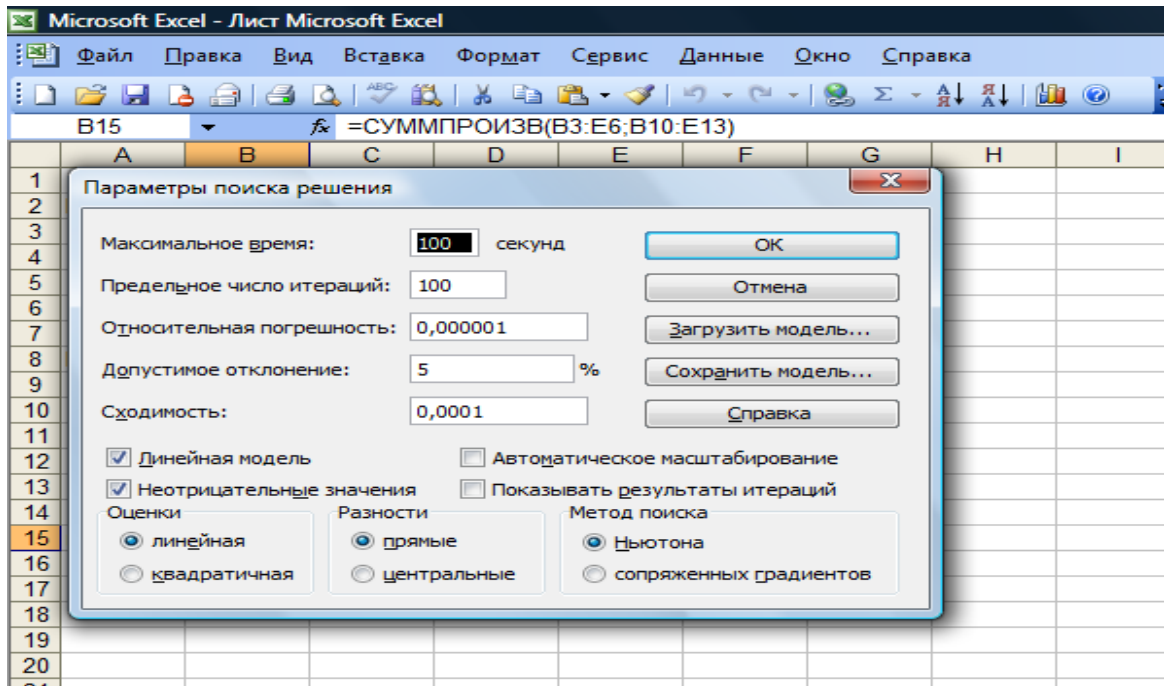 Microsoft Excel - Лист Microsoft Excel
Файл Правка Вид Вставка Формат Сервис Данные Окно Справка
B15 fx =СУММПРОИЗВ(B3:E6;B10:E13)
A B C D E F G H I
1
Параметры поиска решения
2
3
Максимальное время: 100 секунд OK
4
5
Предельное число итераций: 100 Отмена
6
7
Относительная погрешность: 0,000001 Загрузить модель...
8
Допустимое отклонение: 5 % Сохранить модель...
9
10
Сходимость: 0,0001 Справка
11
12
Линейная модель Автоматическое масштабирование
13
Неотрицательные значения Показывать результаты итераций
14
Оценки Разности Метод поиска
15
линейная прямые Ньютона
16
квадратичная центральные сопряженных градиентов
17
18
19
20